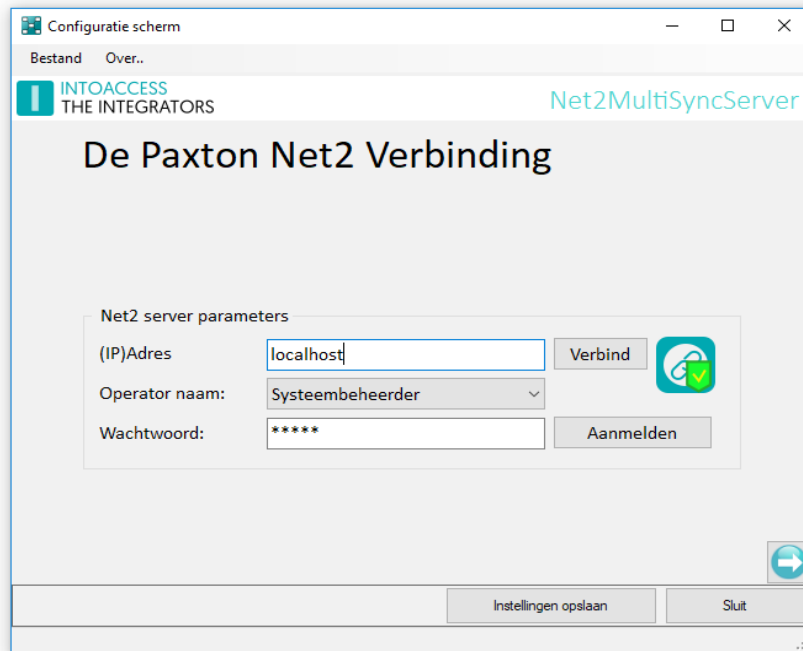 Configuratie scherm
Bestand Over..
INTOACCESS
THE INTEGRATORS
Net2MultiSyncServer
De Paxton Net2 Verbinding
Net2 server parameters
(IP)Adres localhost Verbind
Operator naam: Systeembeheerder
Wachtwoord: ***** Aanmelden
Instellingen opslaan Sluit